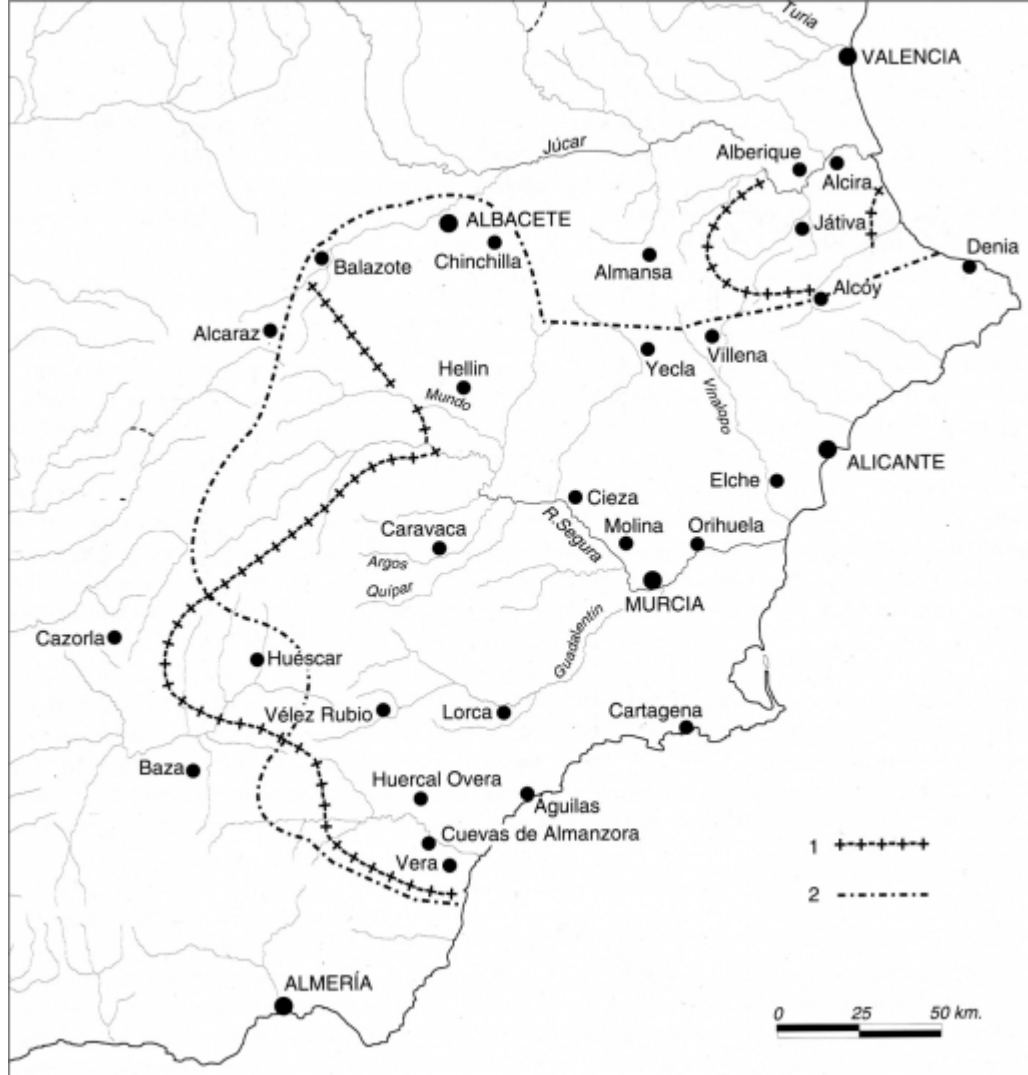 Turia
VALENCIA
Júcar
Alberique
Alcira
ALBACETE
Játiva
Chinchilla
Almansa
Denia
Balazote
Alcóy
Alcaraz
Villena
Yecla
Hellin
Mundo
Vinalopo
ALICANTE
Elche
Cieza
R. Segura
Molina
Orihuela
Caravaca
Argos
Quípar
MURCIA
Guadalentín
Cazorla
Huéscar
Vélez Rubio
Lorca
Cartagena
Baza
Huercal Overa
Aguilas
Cuevas de Almanzora
Vera
1
2
ALMERÍA
0 25 50 km.